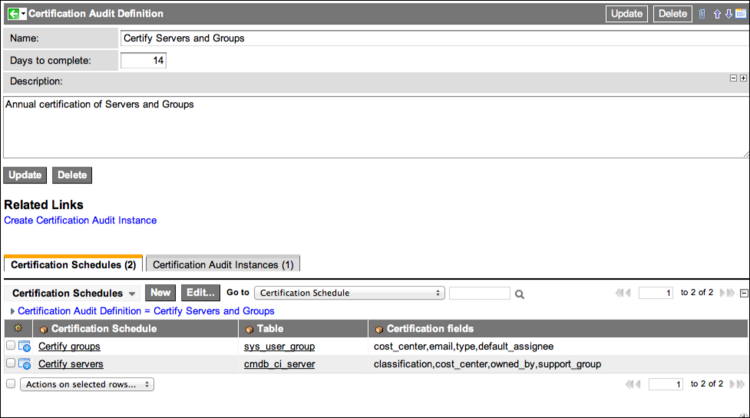 Certification Audit Definition Update Delete
Name: Certify Servers and Groups
Days to complete: 14
Description:
Annual certification of Servers and Groups
Update Delete
Related Links
Create Certification Audit Instance
Certification Schedules (2) Certification Audit Instances (1)
Certification Schedules New Edit... Go to Certification Schedule 1 to 2 of 2
Certification Audit Definition = Certify Servers and Groups
Certification Schedule Table Certification fields
Certify groups sys_user_group cost_center,email,type,default_assignee
Certify servers cmdb_ci_server classification,cost_center,owned_by,support_group
Actions on selected rows... 1 to 2 of 2